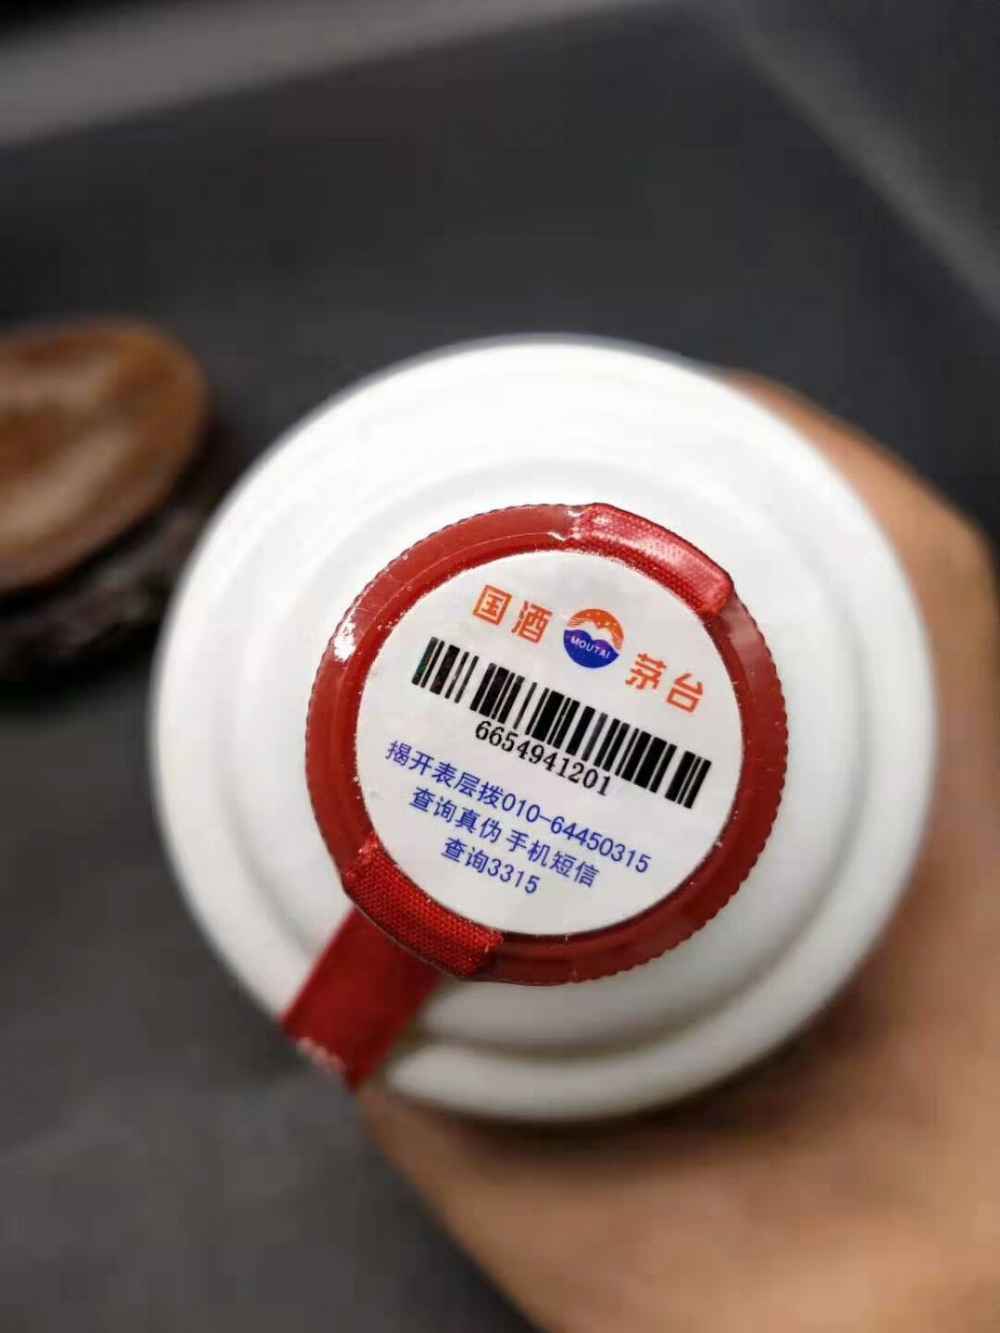 国酒 MOUTAI 茅台
6654941201
揭开表层拨010-64450315
查询真伪 手机短信
查询3315